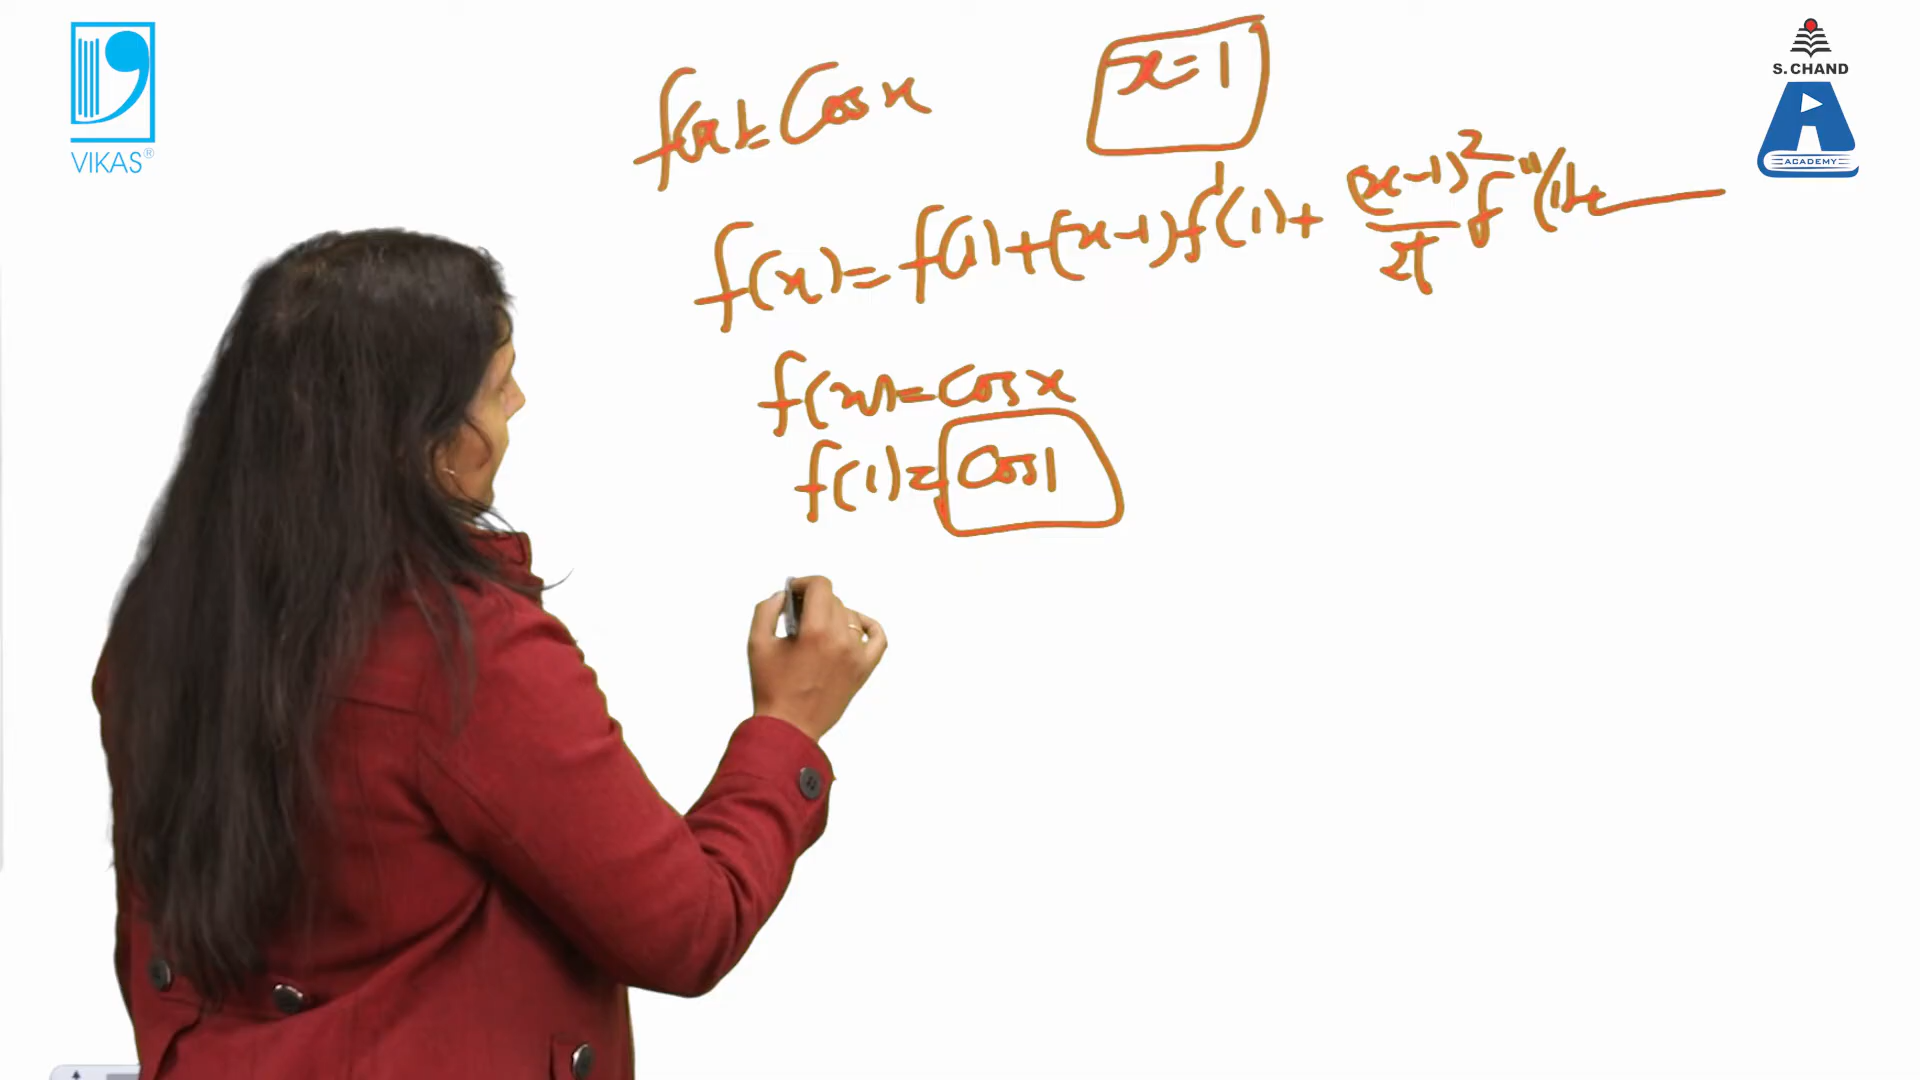 VIKAS®
S. CHAND
ACADEMY
f(x) = Cos x
x = 1
f(x) = f(1) + (x-1) f'(1) + (x-1)²/2! f''(1) +
f(x) = Cos x
f(1) = Cos 1